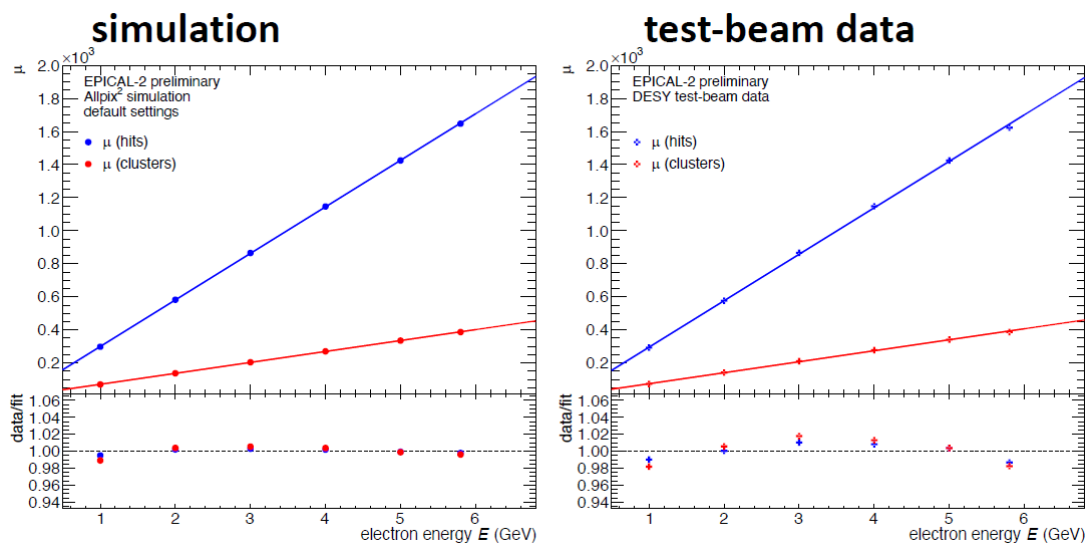 simulation
×10³
μ
2.0
1.8
1.6
1.4
1.2
1.0
0.8
0.6
0.4
0.2
EPICAL-2 preliminary
Allpix² simulation
default settings
μ (hits)
μ (clusters)
data/fit
1.06
1.04
1.02
1.00
0.98
0.96
0.94
1 2 3 4 5 6
electron energy E (GeV)
test-beam data
×10³
μ
2.0
1.8
1.6
1.4
1.2
1.0
0.8
0.6
0.4
0.2
EPICAL-2 preliminary
DESY test-beam data
μ (hits)
μ (clusters)
data/fit
1.06
1.04
1.02
1.00
0.98
0.96
0.94
1 2 3 4 5 6
electron energy E (GeV)